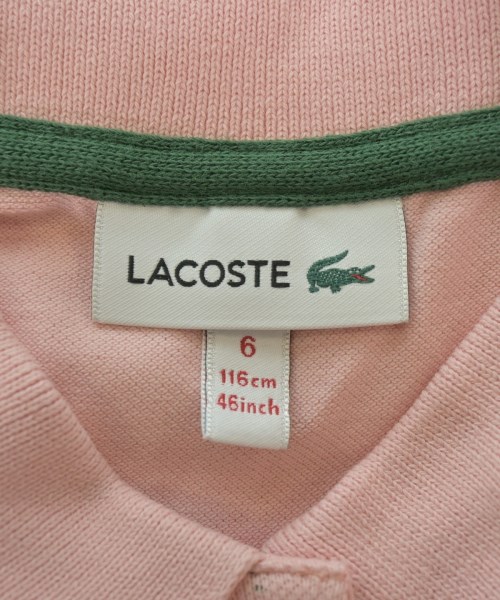 LACOSTE
6
116cm
46inch